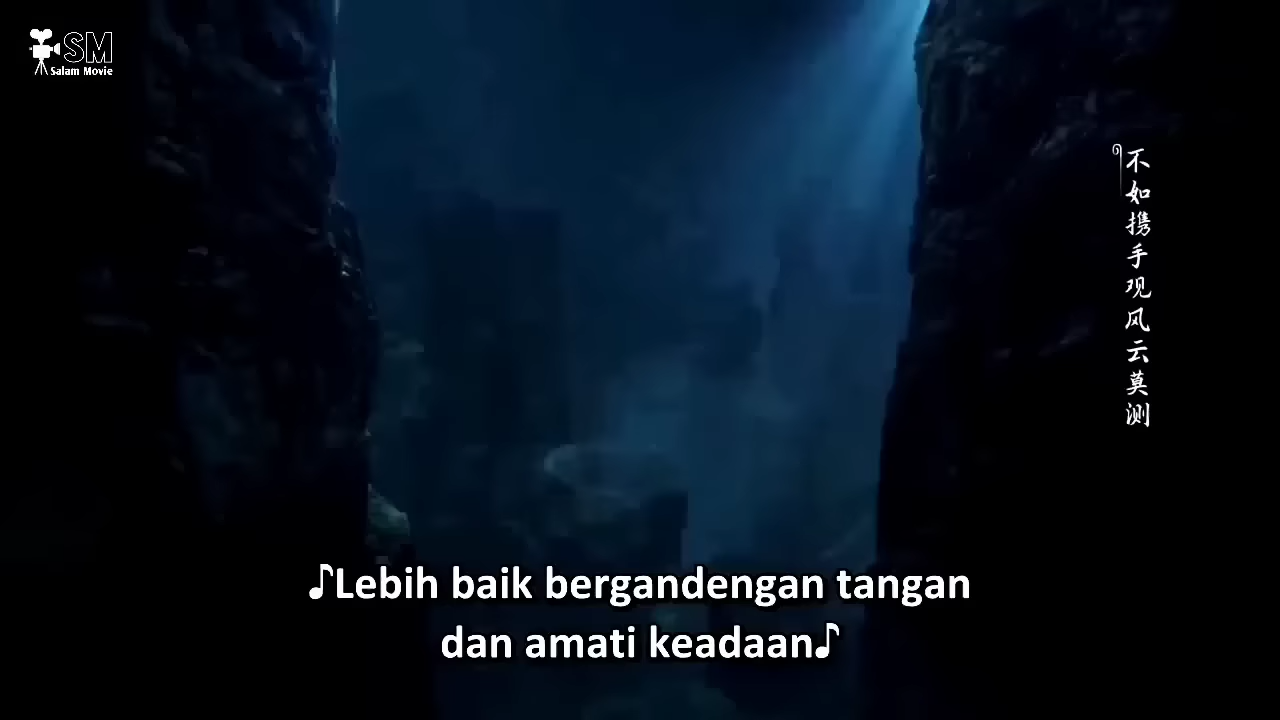 SM
Salam Movie
不如携手观风云莫测
♪Lebih baik bergandengan tangan
dan amati keadaan♪